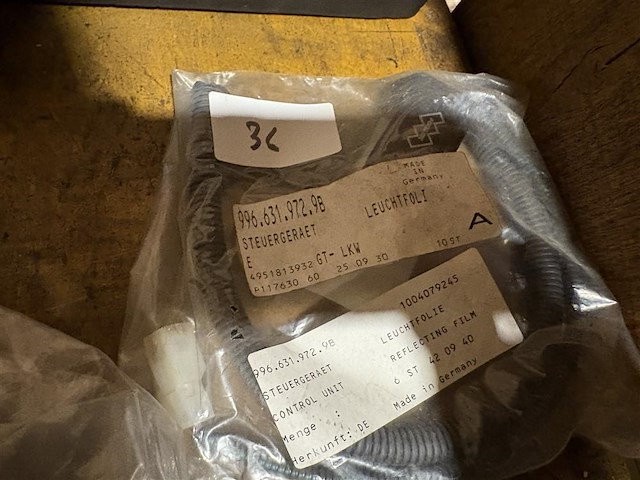 36
MADE
IN
Germany
996.631.972.9B
LEUCHTFOLI
STEUERGERAET
E
4951813932 GT- LKW
P117630 60 25 09 30
10ST
A
1004079245
996.631.972.9B LEUCHTFOLIE
STEUERGERAET REFLECTING FILM
CONTROL UNIT 6 ST 42 09 40
Menge :
Herkunft: DE Made in Germany